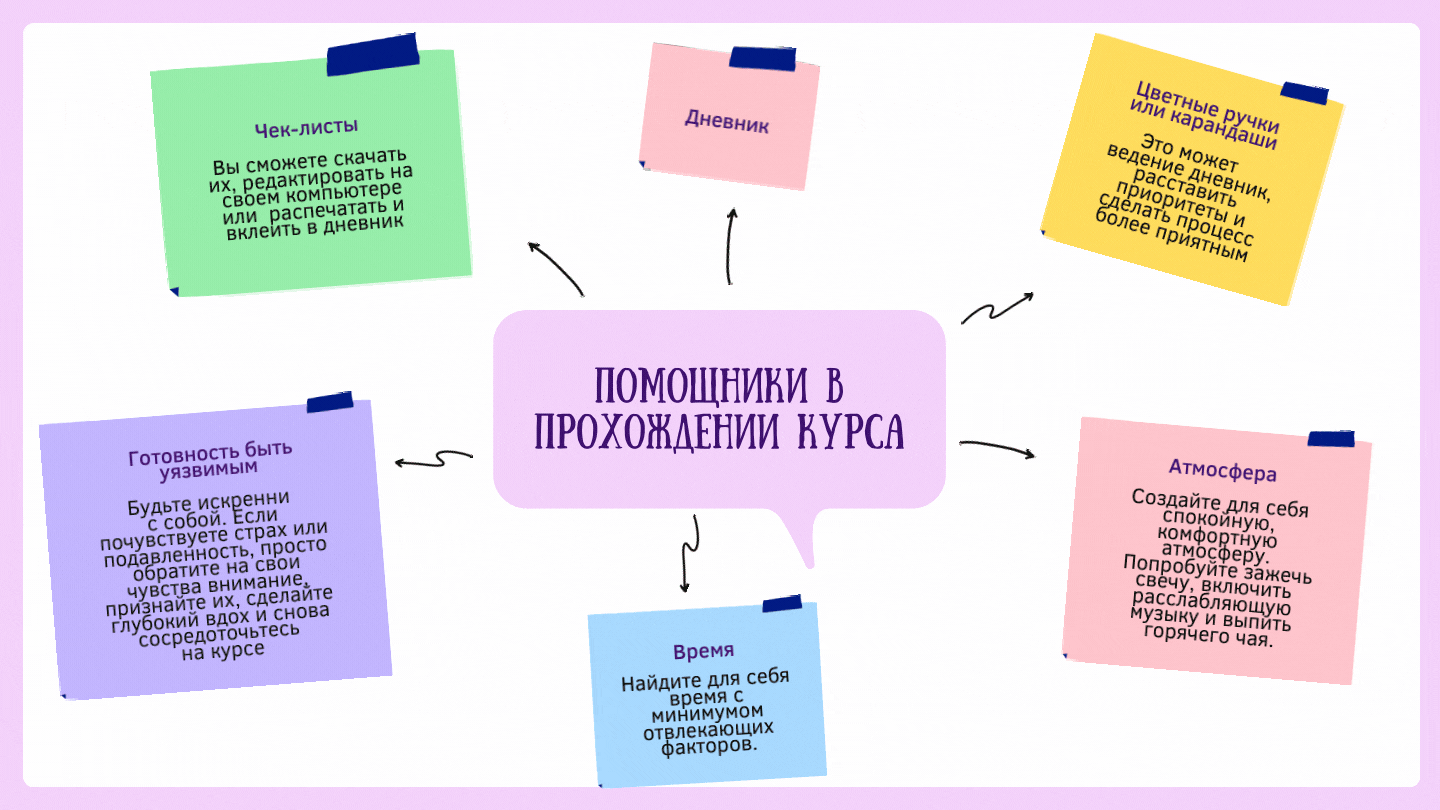 Чек-листы
Вы сможете скачать
их, редактировать на
своем компьютере
или распечатать и
вклеить в дневник
Дневник
Цветные ручки
или карандаши
Это может
ведение дневник,
расставить
приоритеты и
сделать процесс
более приятным
ПОМОЩНИКИ В
ПРОХОЖДЕНИИ КУРСА
Готовность быть
уязвимым
Будьте искренни
с собой. Если
почувствуете страх или
подавленность, просто
обратите на свои
чувства внимание,
признайте их, сделайте
глубокий вдох и снова
сосредоточьтесь
на курсе
Время
Найдите для себя
время с
минимумом
отвлекающих
факторов.
Атмосфера
Создайте для себя
спокойную,
комфортную
атмосферу.
Попробуйте зажечь
свечу, включить
расслабляющую
музыку и выпить
горячего чая.